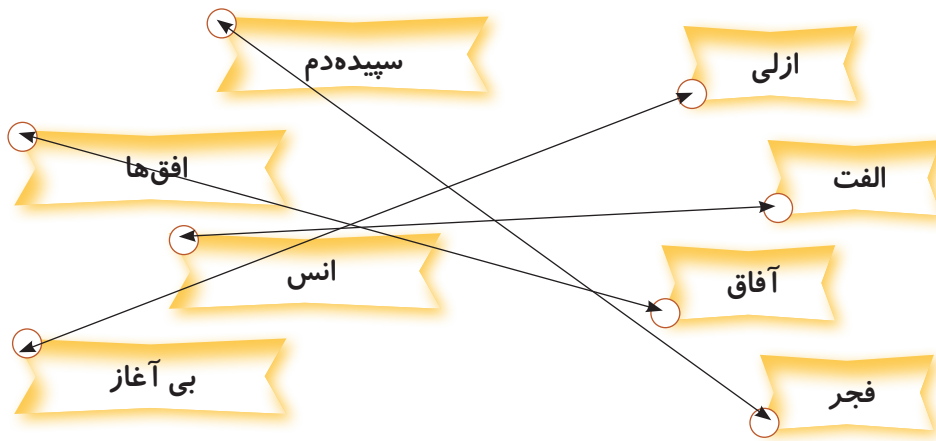 ازلی
سپیده‌دم
الفت
افق‌ها
آفاق
انس
فجر
بی آغاز